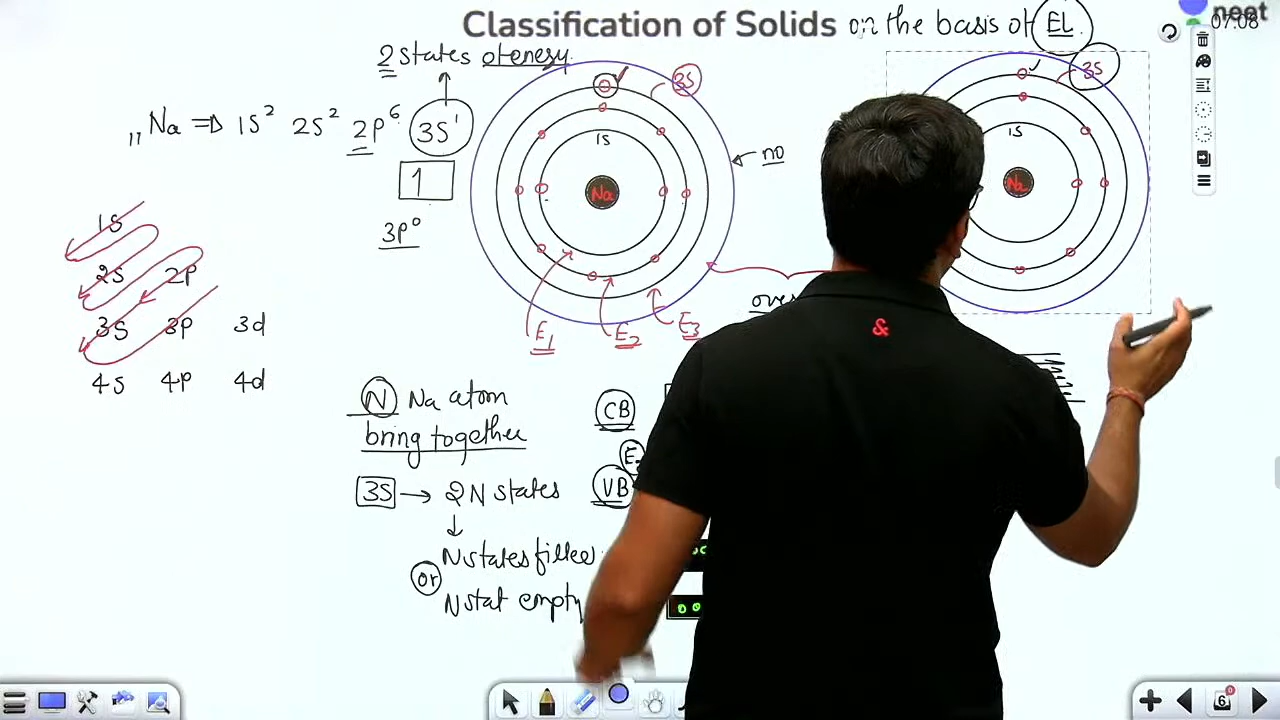 Classification of Solids on the basis of EL.
neet
07:08
2 states of enegy
Na ⇒ 1S² 2S² 2P⁶ 3S¹
1
3P⁰
1S
2S 2P
3S 3P 3d
4S 4P 4d
3S
1S
Na
no
E₁ E₂ E₃
3S
1S
Na
&
N Na atom
bring together
3S → 2N states
↓
N states filled
or
N stat empty
CB
VB
6